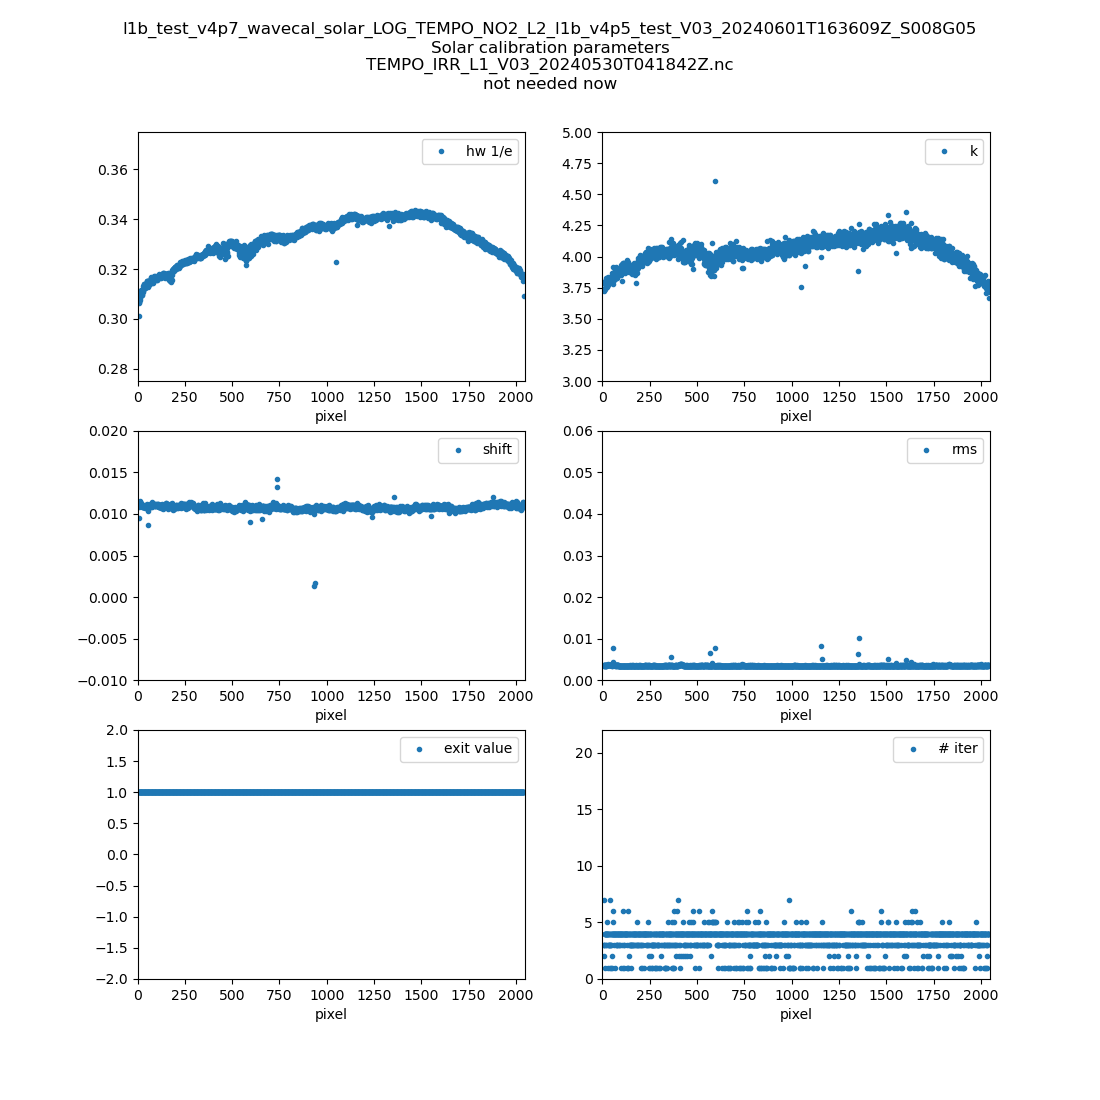 l1b_test_v4p7_wavecal_solar_LOG_TEMPO_NO2_L2_l1b_v4p5_test_V03_20240601T163609Z_S008G05
Solar calibration parameters
TEMPO_IRR_L1_V03_20240530T041842Z.nc
not needed now
hw 1/e
0.36
0.34
0.32
0.30
0.28
0 250 500 750 1000 1250 1500 1750 2000
pixel
k
5.00
4.75
4.50
4.25
4.00
3.75
3.50
3.25
3.00
0 250 500 750 1000 1250 1500 1750 2000
pixel
shift
0.020
0.015
0.010
0.005
0.000
−0.005
−0.010
0 250 500 750 1000 1250 1500 1750 2000
pixel
rms
0.06
0.05
0.04
0.03
0.02
0.01
0.00
0 250 500 750 1000 1250 1500 1750 2000
pixel
exit value
2.0
1.5
1.0
0.5
0.0
−0.5
−1.0
−1.5
−2.0
0 250 500 750 1000 1250 1500 1750 2000
pixel
# iter
20
15
10
5
0
0 250 500 750 1000 1250 1500 1750 2000
pixel